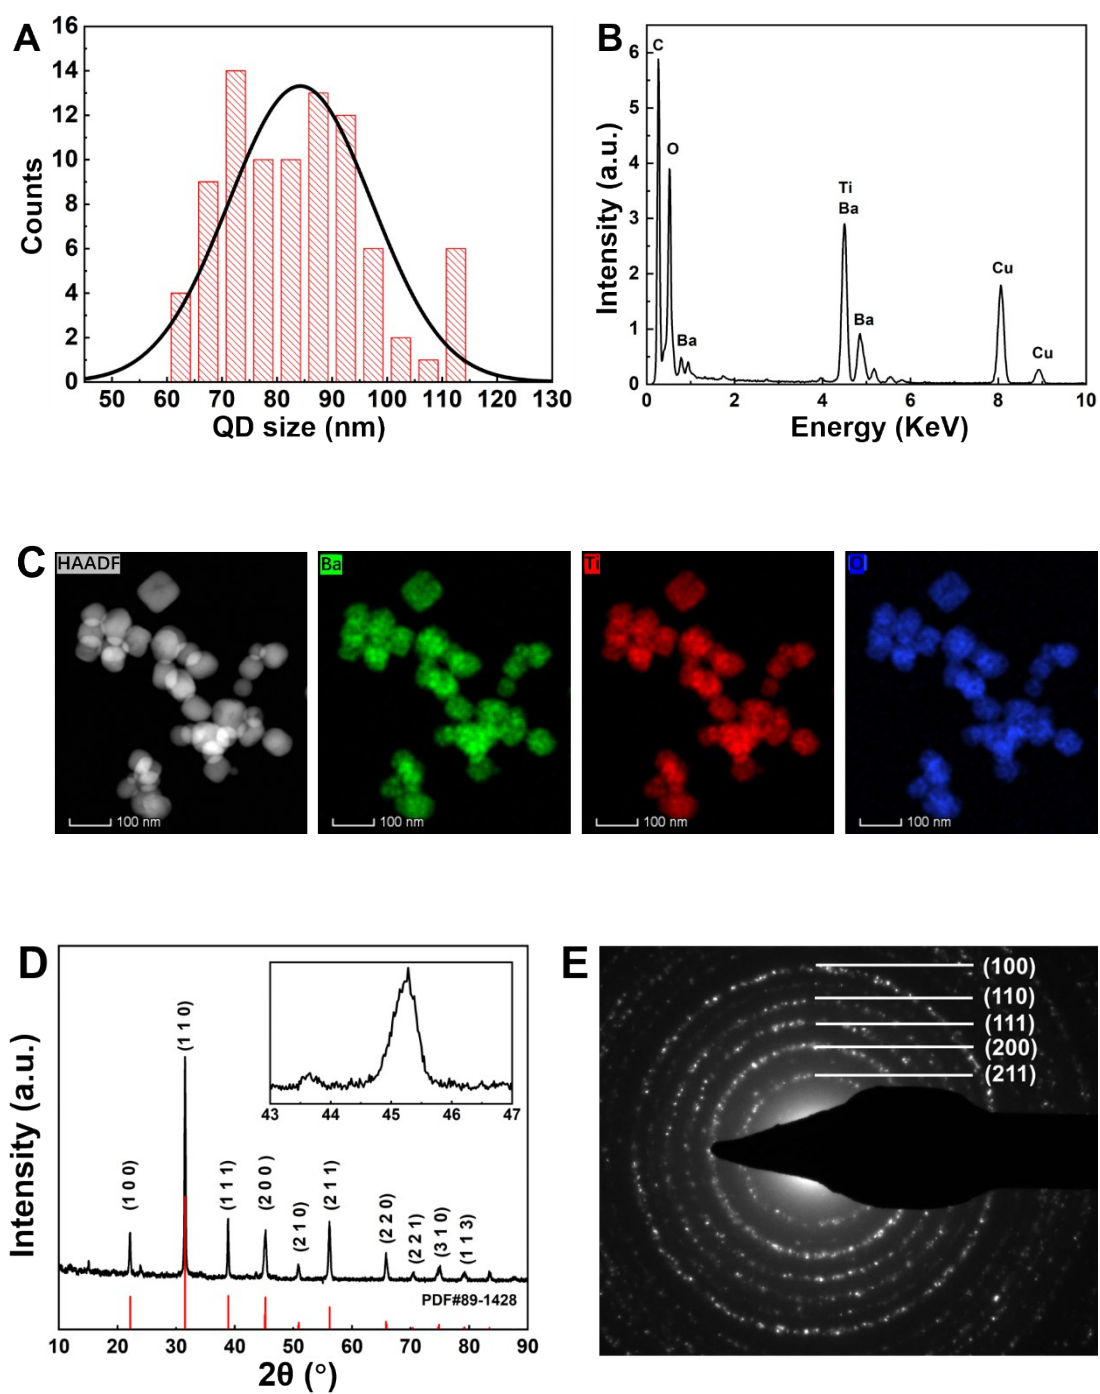 A
16
14
12
10
8
6
4
2
0
Counts
50 60 70 80 90 100 110 120 130
QD size (nm)
B
6
5
4
3
2
1
0
Intensity (a.u.)
C
O
Ba
Ti
Ba
Ba
Cu
Cu
0 2 4 6 8 10
Energy (KeV)
C
HAADF
100 nm
Ba
100 nm
Ti
100 nm
O
100 nm
D
Intensity (a.u.)
(1 0 0)
(1 1 0)
(1 1 1)
(2 0 0)
(2 1 0)
(2 1 1)
(2 2 0)
(2 2 1)
(3 1 0)
(1 1 3)
43 44 45 46 47
PDF#89-1428
10 20 30 40 50 60 70 80 90
2θ (°)
E
(100)
(110)
(111)
(200)
(211)